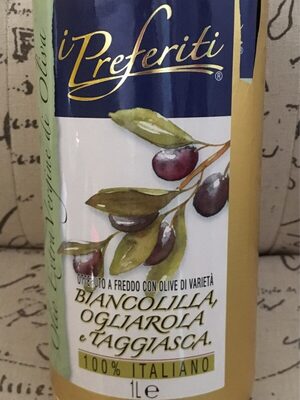 i Preferiti
®
Olio Extra Vergine di Oliva
OTTENUTO A FREDDO CON OLIVE DI VARIETÀ
BIANCOLILLA,
OGLIAROLA
e TAGGIASCA.
100% ITALIANO
1L e